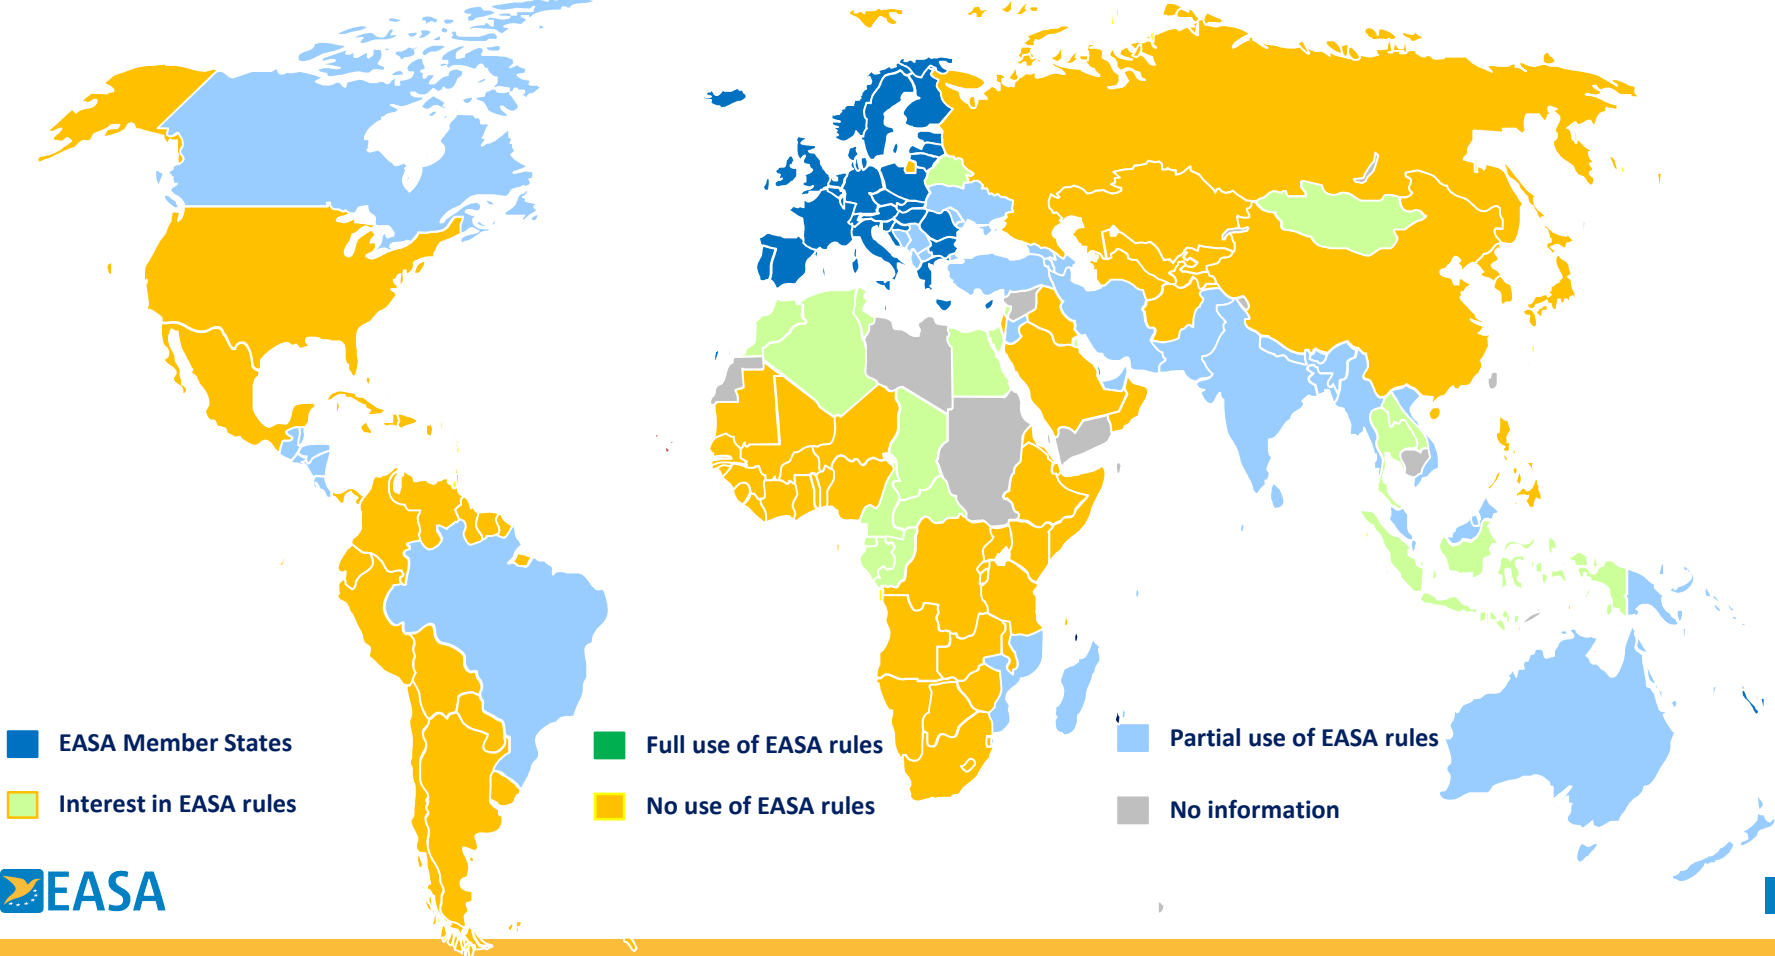 EASA Member States
Full use of EASA rules
Partial use of EASA rules
Interest in EASA rules
No use of EASA rules
No information
EASA